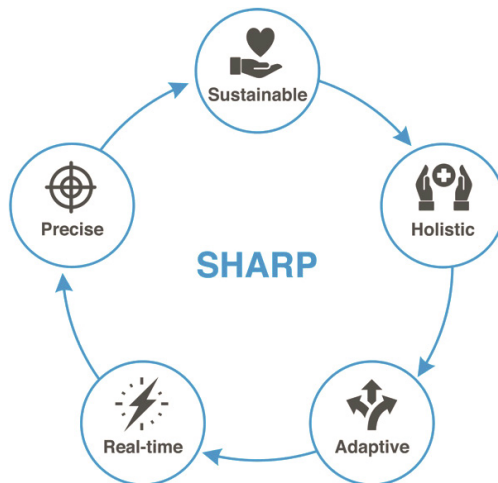 Sustainable
Holistic
Adaptive
Real-time
Precise
SHARP